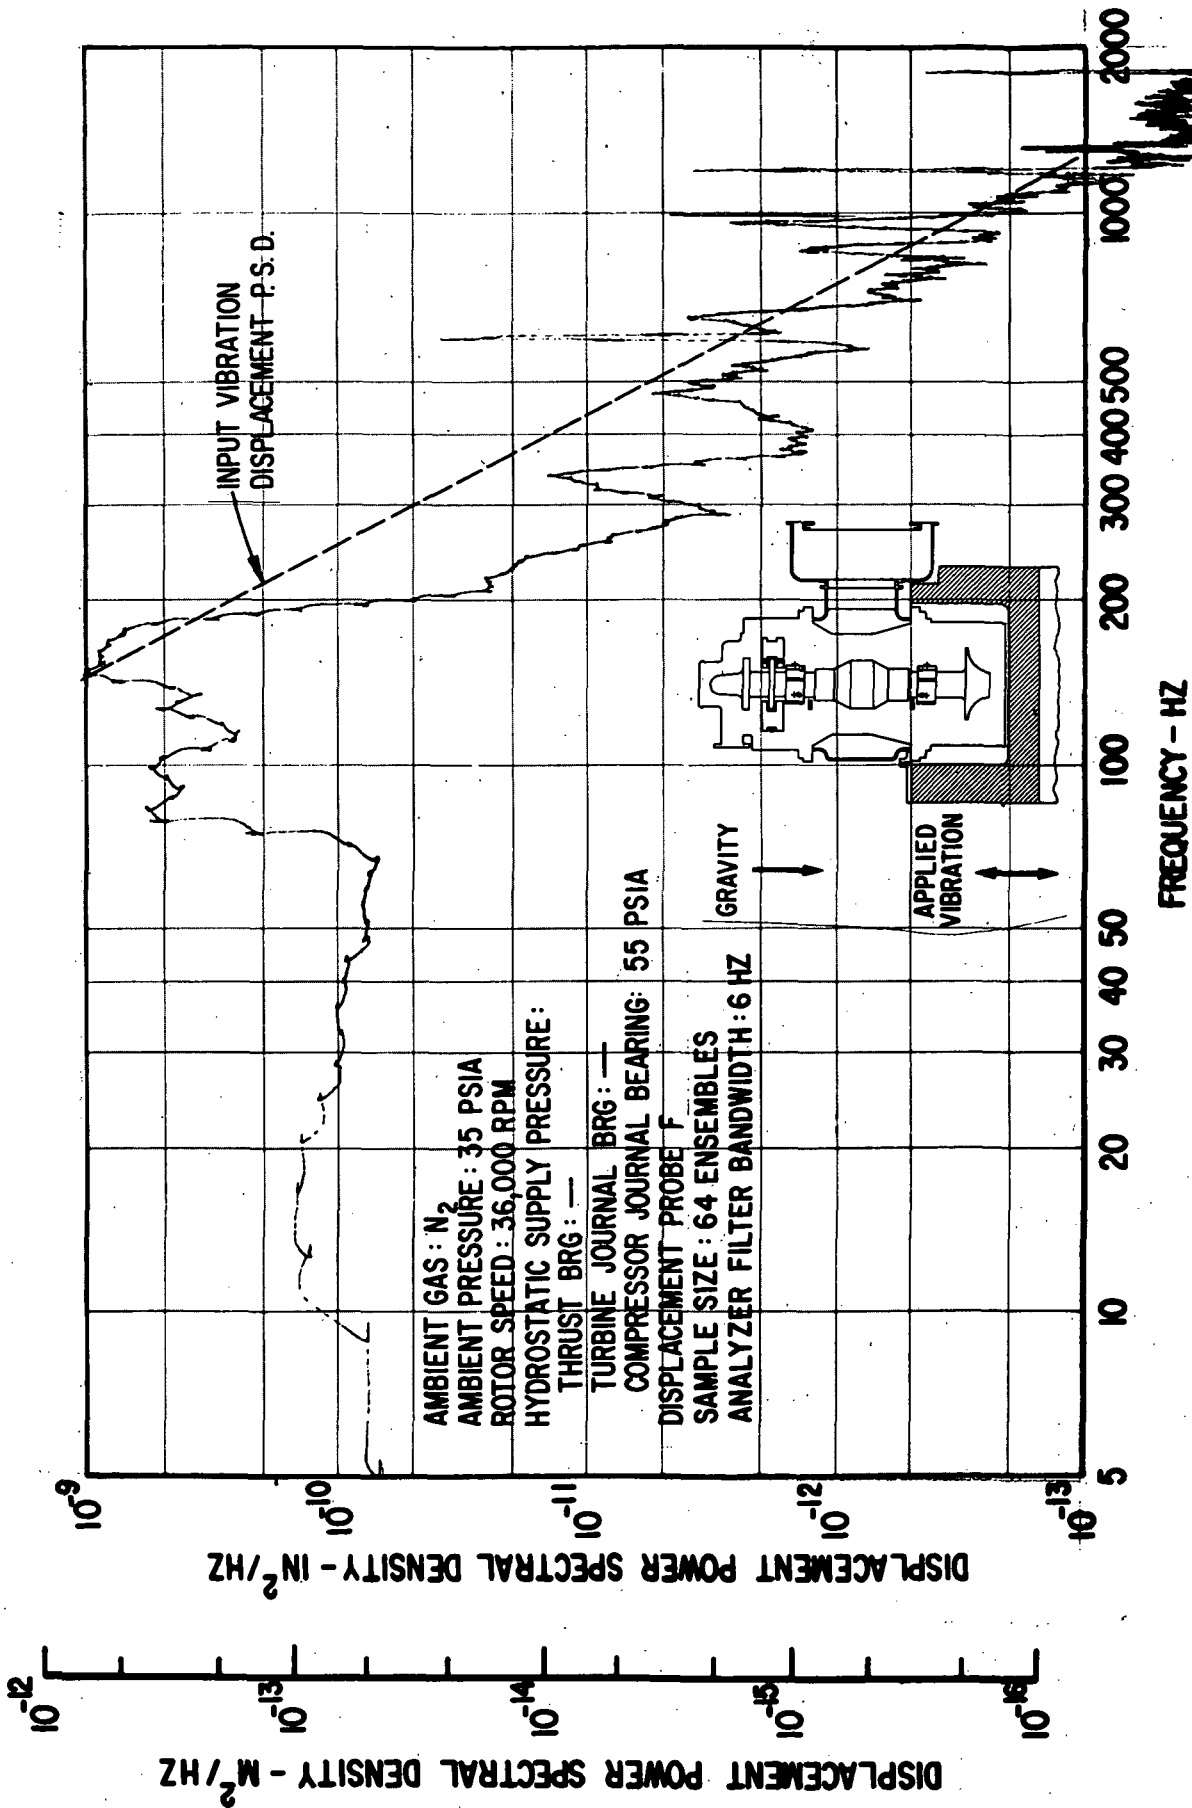 DISPLACEMENT POWER SPECTRAL DENSITY - M²/HZ
10⁻¹²
10⁻¹³
10⁻¹⁴
10⁻¹⁵
10⁻¹⁶
DISPLACEMENT POWER SPECTRAL DENSITY - IN²/HZ
10⁻⁹
10⁻¹⁰
10⁻¹¹
10⁻¹²
10⁻¹³
INPUT VIBRATION
DISPLACEMENT P.S.D.
AMBIENT GAS: N₂
AMBIENT PRESSURE: 35 PSIA
ROTOR SPEED: 36,000 RPM
HYDROSTATIC SUPPLY PRESSURE:
THRUST BRG: —
TURBINE JOURNAL BRG: —
COMPRESSOR JOURNAL BEARING: 55 PSIA
DISPLACEMENT PROBE F
SAMPLE SIZE: 64 ENSEMBLES
ANALYZER FILTER BANDWIDTH: 6 HZ
GRAVITY
APPLIED
VIBRATION
5 10 20 30 40 50 100 200 300 400 500 1000 2000
FREQUENCY - HZ